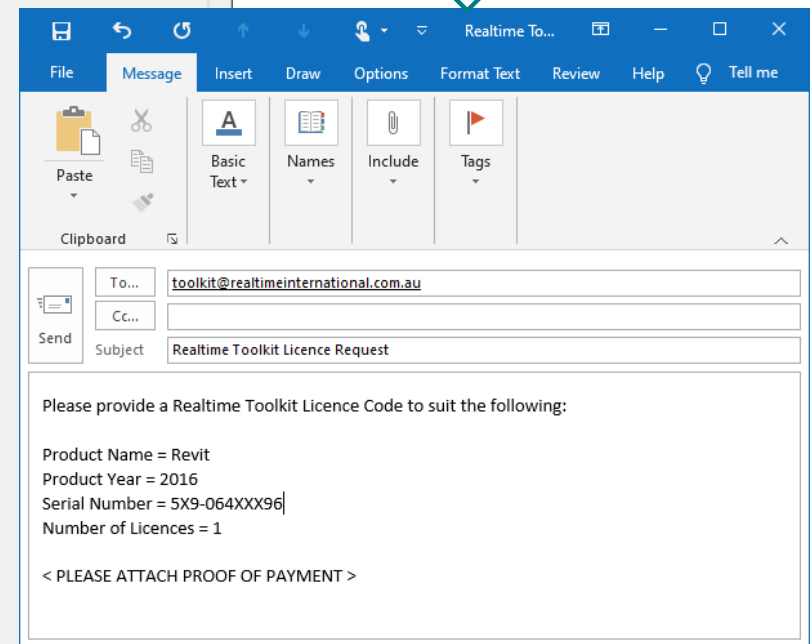 Realtime To...
File Message Insert Draw Options Format Text Review Help Tell me
Paste
Basic
Text
Names
Include
Tags
Clipboard
Send
To...
toolkit@realtimeinternational.com.au
Cc...
Subject
Realtime Toolkit Licence Request
Please provide a Realtime Toolkit Licence Code to suit the following:
Product Name = Revit
Product Year = 2016
Serial Number = 5X9-064XXX96
Number of Licences = 1
< PLEASE ATTACH PROOF OF PAYMENT >